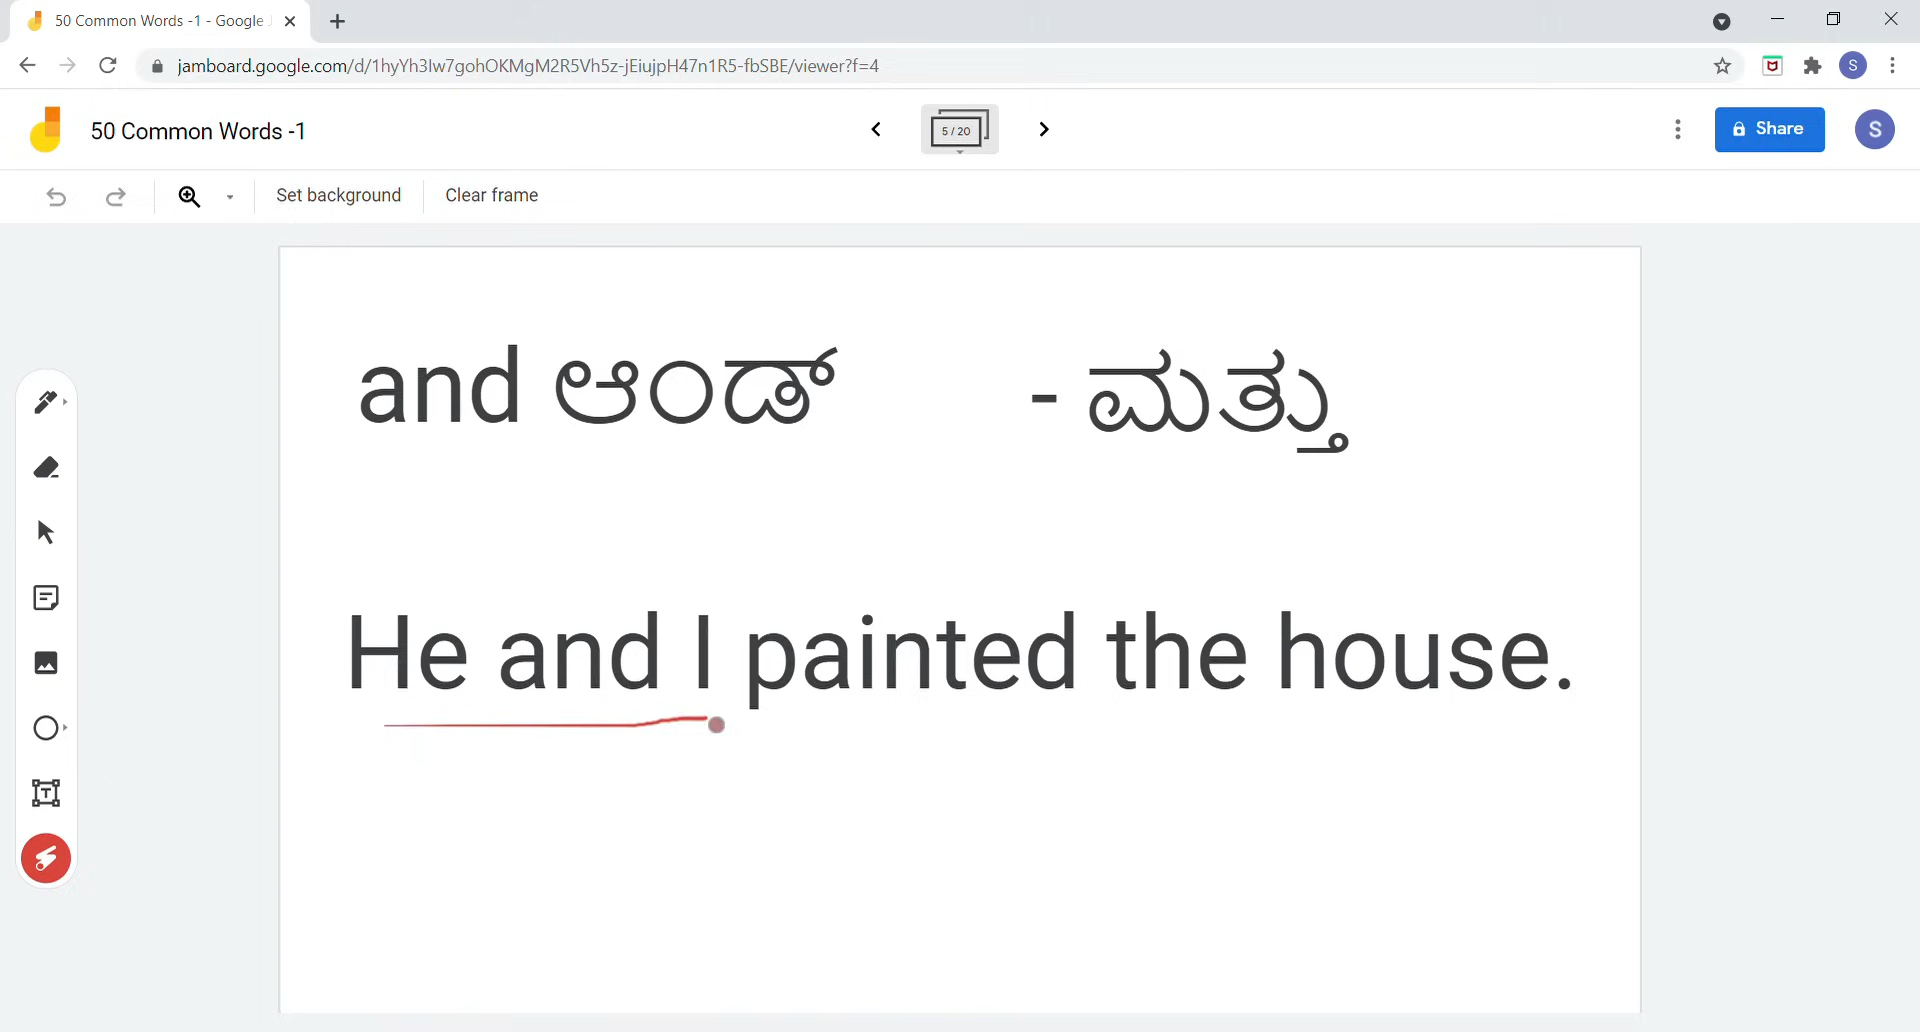 50 Common Words -1 - Google J
jamboard.google.com/d/1hyYh3Iw7gohOKMgM2R5Vh5z-jEiujpH47n1R5-fbSBE/viewer?f=4
S
50 Common Words -1
5 / 20
Share
S
Set background
Clear frame
and ಆಂಡ್ - ಮತ್ತು
He and I painted the house.